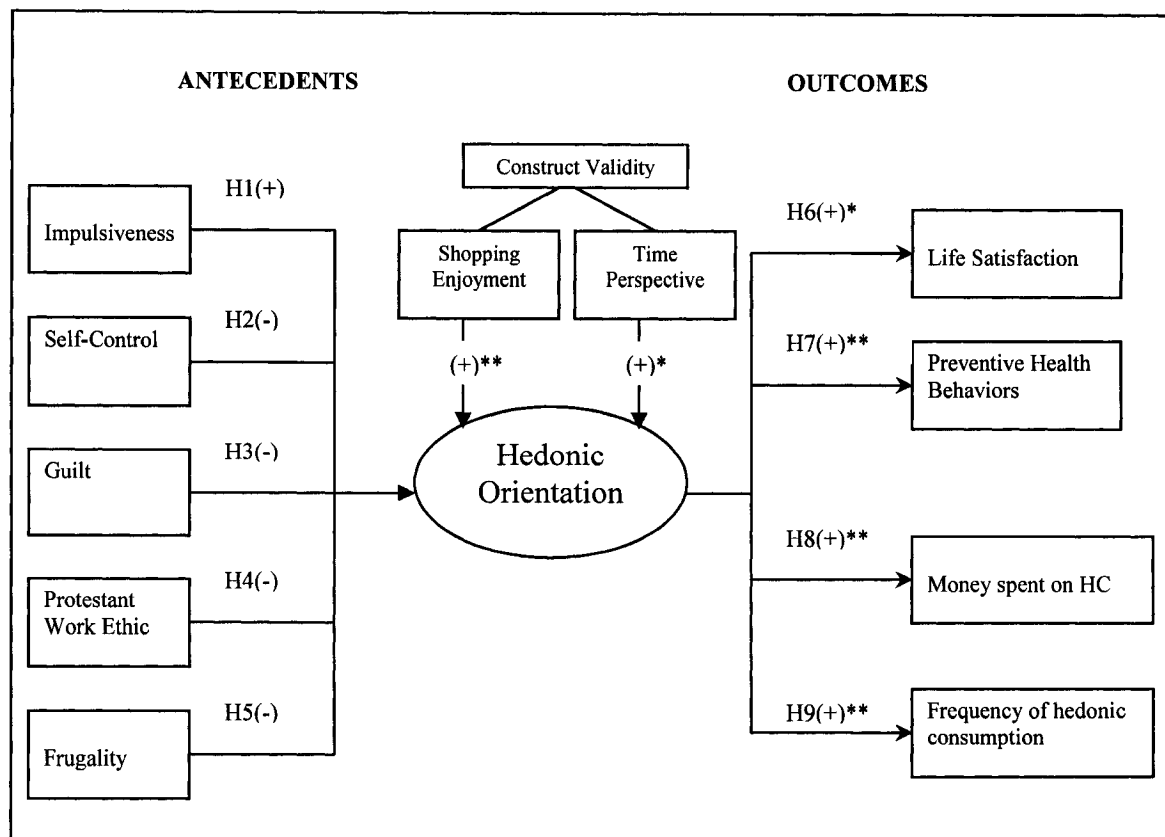 ANTECEDENTS
OUTCOMES
Construct Validity
Shopping
Enjoyment
Time
Perspective
(+)**
(+)*
H1(+)
Impulsiveness
H2(-)
Self-Control
H3(-)
Guilt
H4(-)
Protestant
Work Ethic
H5(-)
Frugality
Hedonic
Orientation
H6(+)*
Life Satisfaction
H7(+)**
Preventive Health
Behaviors
H8(+)**
Money spent on HC
H9(+)**
Frequency of hedonic
consumption